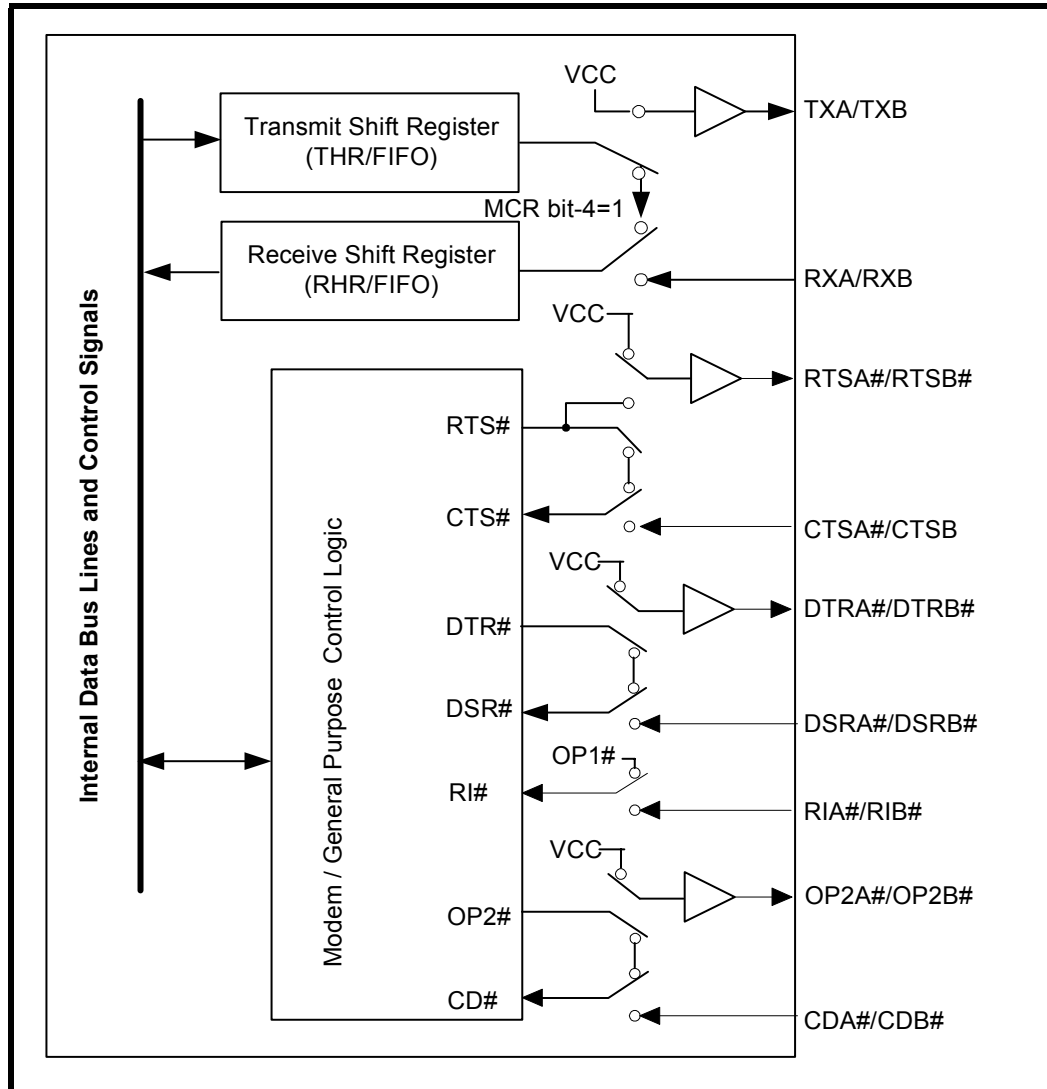 VCC
TXA/TXB
Transmit Shift Register
(THR/FIFO)
MCR bit-4=1
Receive Shift Register
(RHR/FIFO)
RXA/RXB
VCC
RTSA#/RTSB#
RTS#
CTS#
CTSA#/CTSB
VCC
DTRA#/DTRB#
DTR#
DSR#
DSRA#/DSRB#
OP1#
RI#
RIA#/RIB#
VCC
OP2A#/OP2B#
OP2#
CD#
CDA#/CDB#
Internal Data Bus Lines and Control Signals
Modem / General Purpose Control Logic